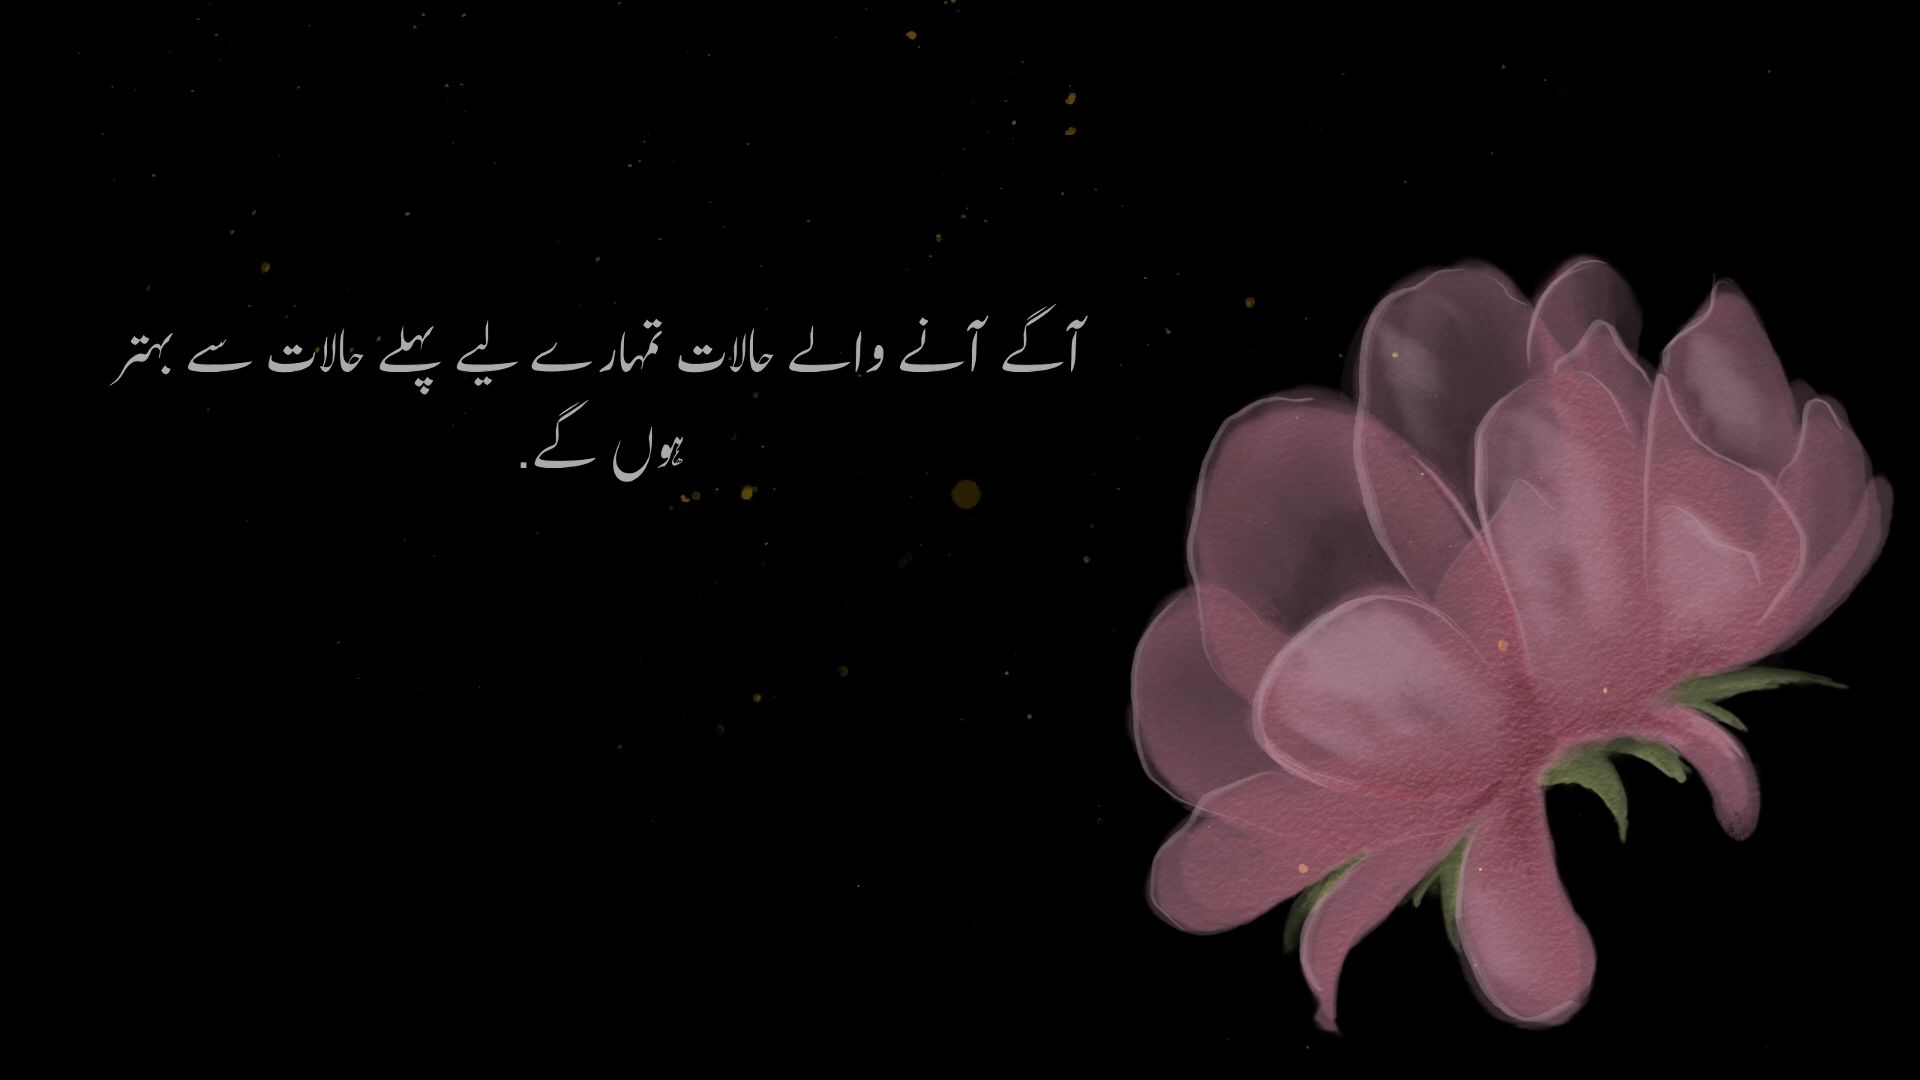 آگے آنے والے حالات تمہارے لیے پہلے حالات سے بہتر
ہوں گے.